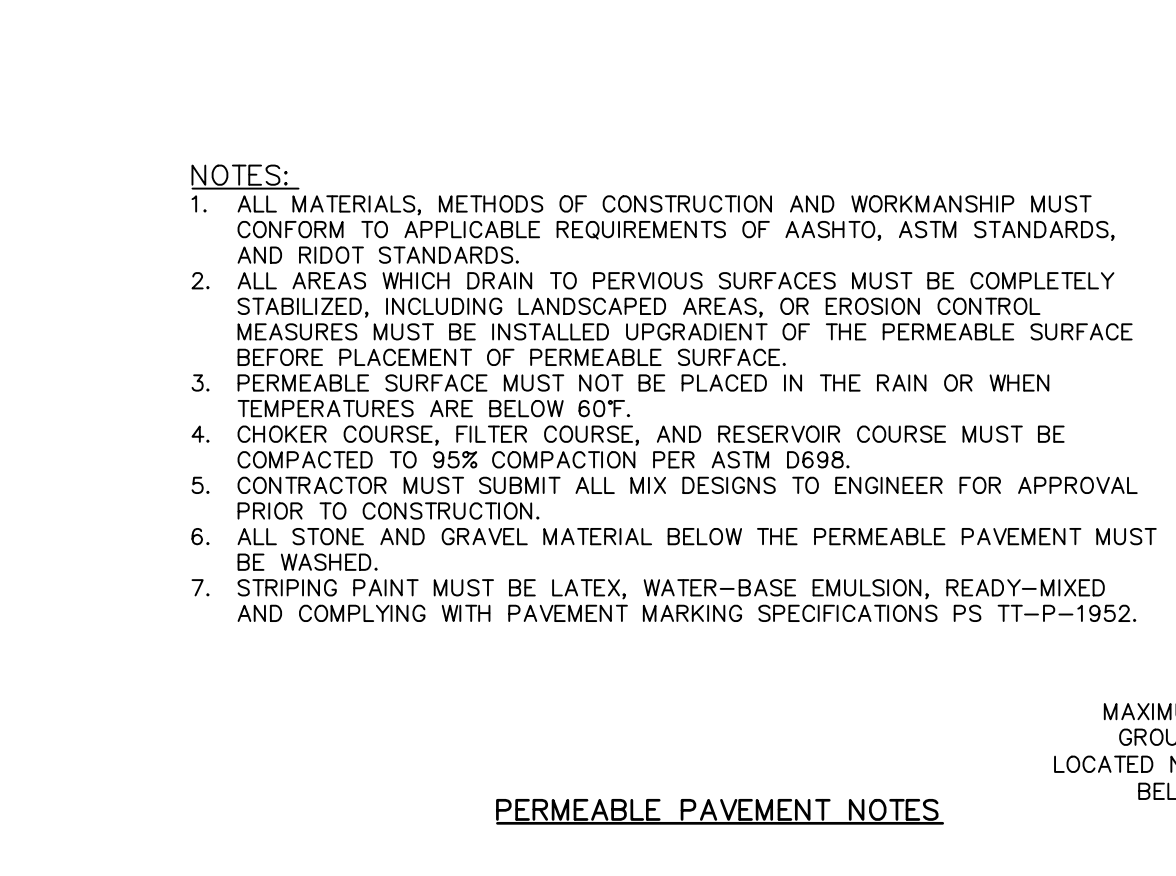 NOTES:
1. ALL MATERIALS, METHODS OF CONSTRUCTION AND WORKMANSHIP MUST
CONFORM TO APPLICABLE REQUIREMENTS OF AASHTO, ASTM STANDARDS,
AND RIDOT STANDARDS.
2. ALL AREAS WHICH DRAIN TO PERVIOUS SURFACES MUST BE COMPLETELY
STABILIZED, INCLUDING LANDSCAPED AREAS, OR EROSION CONTROL
MEASURES MUST BE INSTALLED UPGRADIENT OF THE PERMEABLE SURFACE
BEFORE PLACEMENT OF PERMEABLE SURFACE.
3. PERMEABLE SURFACE MUST NOT BE PLACED IN THE RAIN OR WHEN
TEMPERATURES ARE BELOW 60°F.
4. CHOKER COURSE, FILTER COURSE, AND RESERVOIR COURSE MUST BE
COMPACTED TO 95% COMPACTION PER ASTM D698.
5. CONTRACTOR MUST SUBMIT ALL MIX DESIGNS TO ENGINEER FOR APPROVAL
PRIOR TO CONSTRUCTION.
6. ALL STONE AND GRAVEL MATERIAL BELOW THE PERMEABLE PAVEMENT MUST
BE WASHED.
7. STRIPING PAINT MUST BE LATEX, WATER–BASE EMULSION, READY–MIXED
AND COMPLYING WITH PAVEMENT MARKING SPECIFICATIONS PS TT–P–1952.
LOCATED
PERMEABLE PAVEMENT NOTES